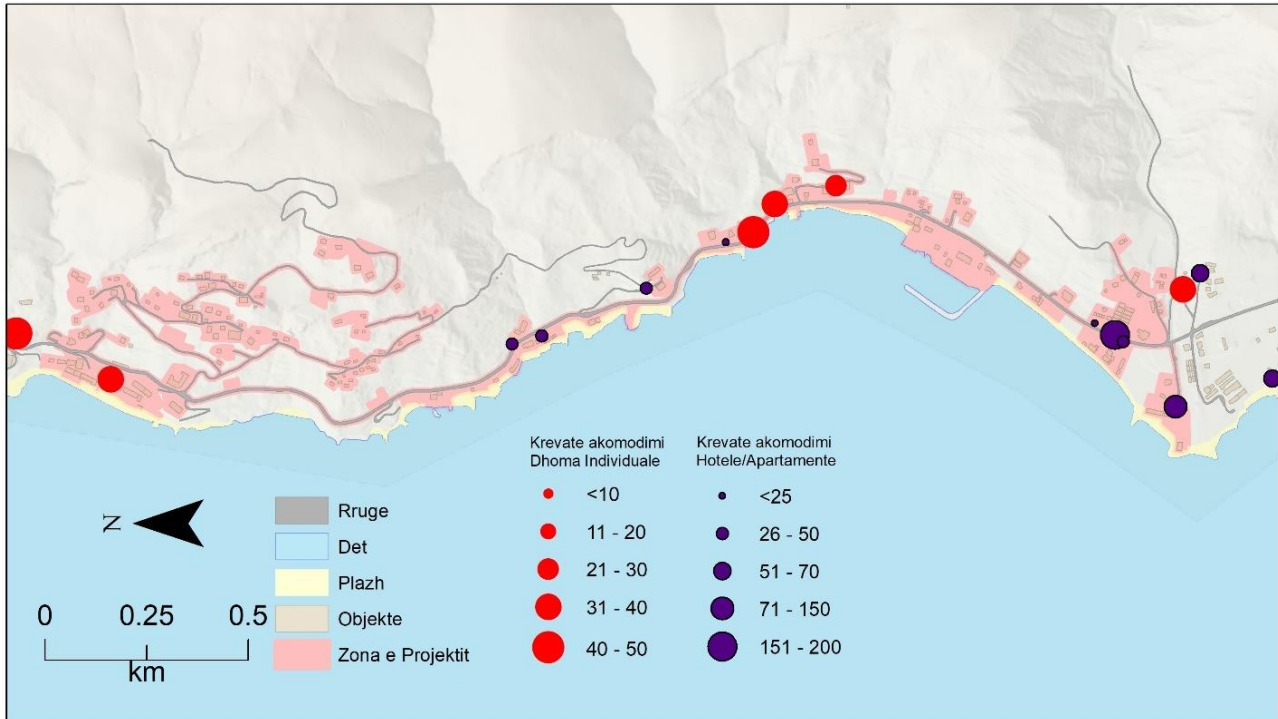 Krevate akomodimi
Dhoma Individuale
<10
11 - 20
21 - 30
31 - 40
40 - 50
Krevate akomodimi
Hotele/Apartamente
<25
26 - 50
51 - 70
71 - 150
151 - 200
N
Rruge
Det
Plazh
Objekte
Zona e Projektit
0 0.25 0.5
km